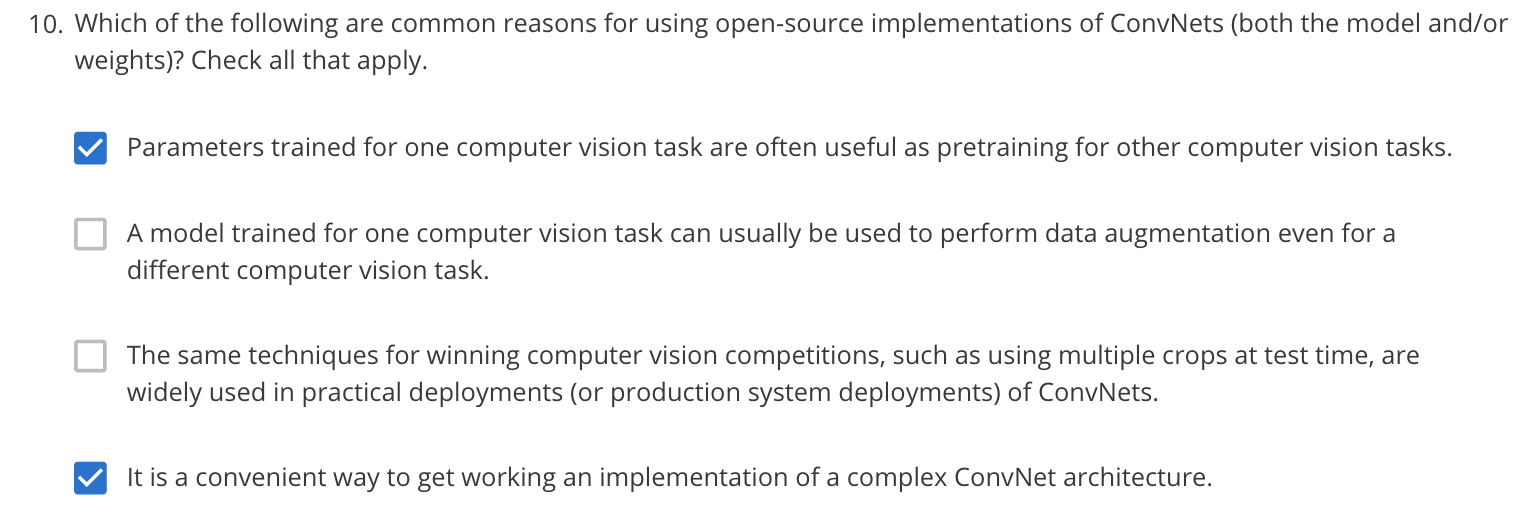 10. Which of the following are common reasons for using open-source implementations of ConvNets (both the model and/or
weights)? Check all that apply.
Parameters trained for one computer vision task are often useful as pretraining for other computer vision tasks.
A model trained for one computer vision task can usually be used to perform data augmentation even for a
different computer vision task.
The same techniques for winning computer vision competitions, such as using multiple crops at test time, are
widely used in practical deployments (or production system deployments) of ConvNets.
It is a convenient way to get working an implementation of a complex ConvNet architecture.